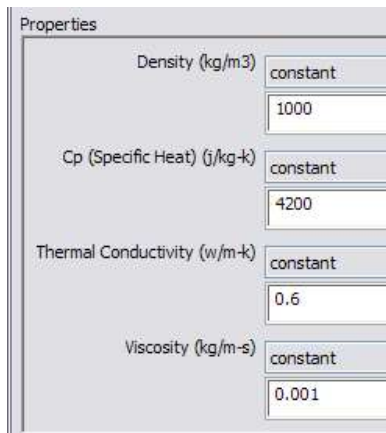 Properties
Density (kg/m3)
constant
1000
Cp (Specific Heat) (j/kg-k)
constant
4200
Thermal Conductivity (w/m-k)
constant
0.6
Viscosity (kg/m-s)
constant
0.001